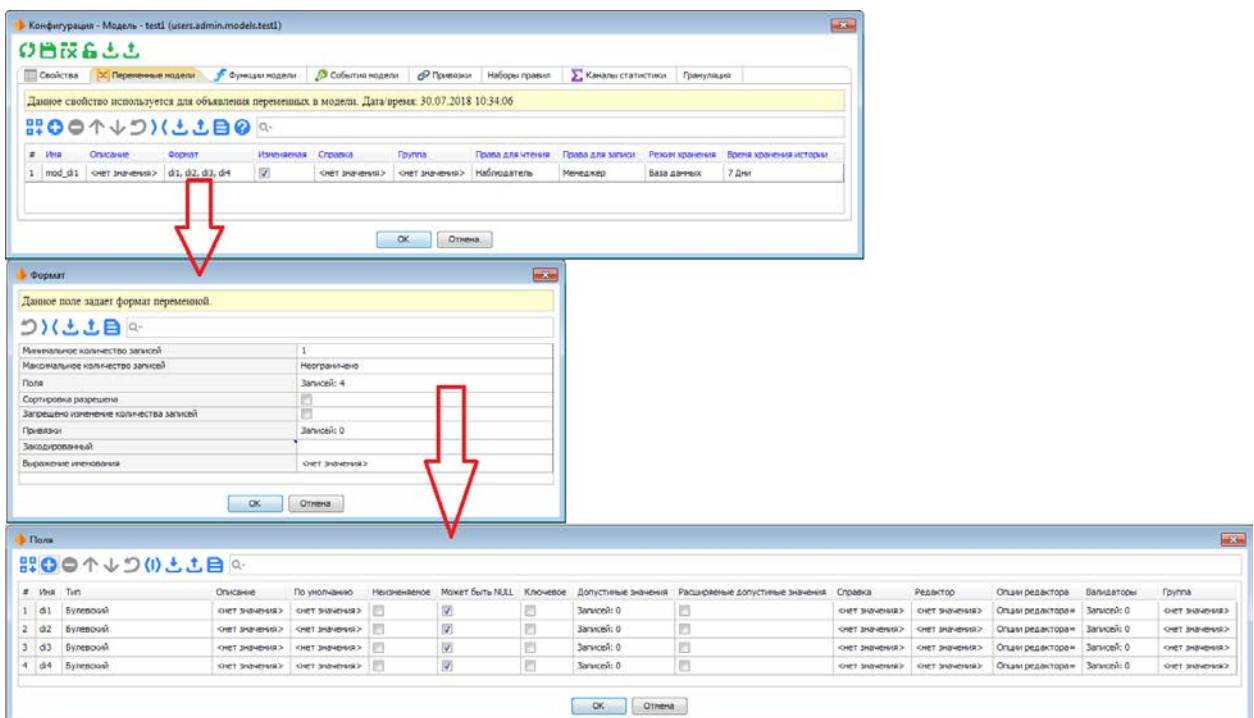 Конфигурация - Модель - test1 (users.admin.models.test1)
Свойства Переменные модели Функции модели События модели Привязки Наборы правил Каналы статистики Грануляция
Данное свойство используется для объявления переменных в модели. Дата/время: 30.07.2018 10:34:06
# Имя Описание Формат Изменяемая Справка Группа Права для чтения Права для записи Режим хранения Время хранения истории
1 mod_di1 <нет значения> di1, di2, di3, di4 <нет значения> <нет значения> Наблюдатель Менеджер База данных 7 Дни
OK Отмена
Формат
Данное поле задает формат переменной.
Минимальное количество записей 1
Максимальное количество записей Неограничено
Поля Записей: 4
Сортировка разрешена
Запрещено изменение количества записей
Привязки Записей: 0
Закодированный
Выражение именования <нет значения>
OK Отмена
Поля
# Имя Тип Описание По умолчанию Неизменяемое Может быть NULL Ключевое Допустимые значения Расширяемые допустимые значения Справка Редактор Опции редактора Валидаторы Группа
1 di1 Булевский <нет значения> <нет значения> Записей: 0 <нет значения> <нет значения> Опции редактора= Записей: 0 <нет значения>
2 di2 Булевский <нет значения> <нет значения> Записей: 0 <нет значения> <нет значения> Опции редактора= Записей: 0 <нет значения>
3 di3 Булевский <нет значения> <нет значения> Записей: 0 <нет значения> <нет значения> Опции редактора= Записей: 0 <нет значения>
4 di4 Булевский <нет значения> <нет значения> Записей: 0 <нет значения> <нет значения> Опции редактора= Записей: 0 <нет значения>
OK Отмена